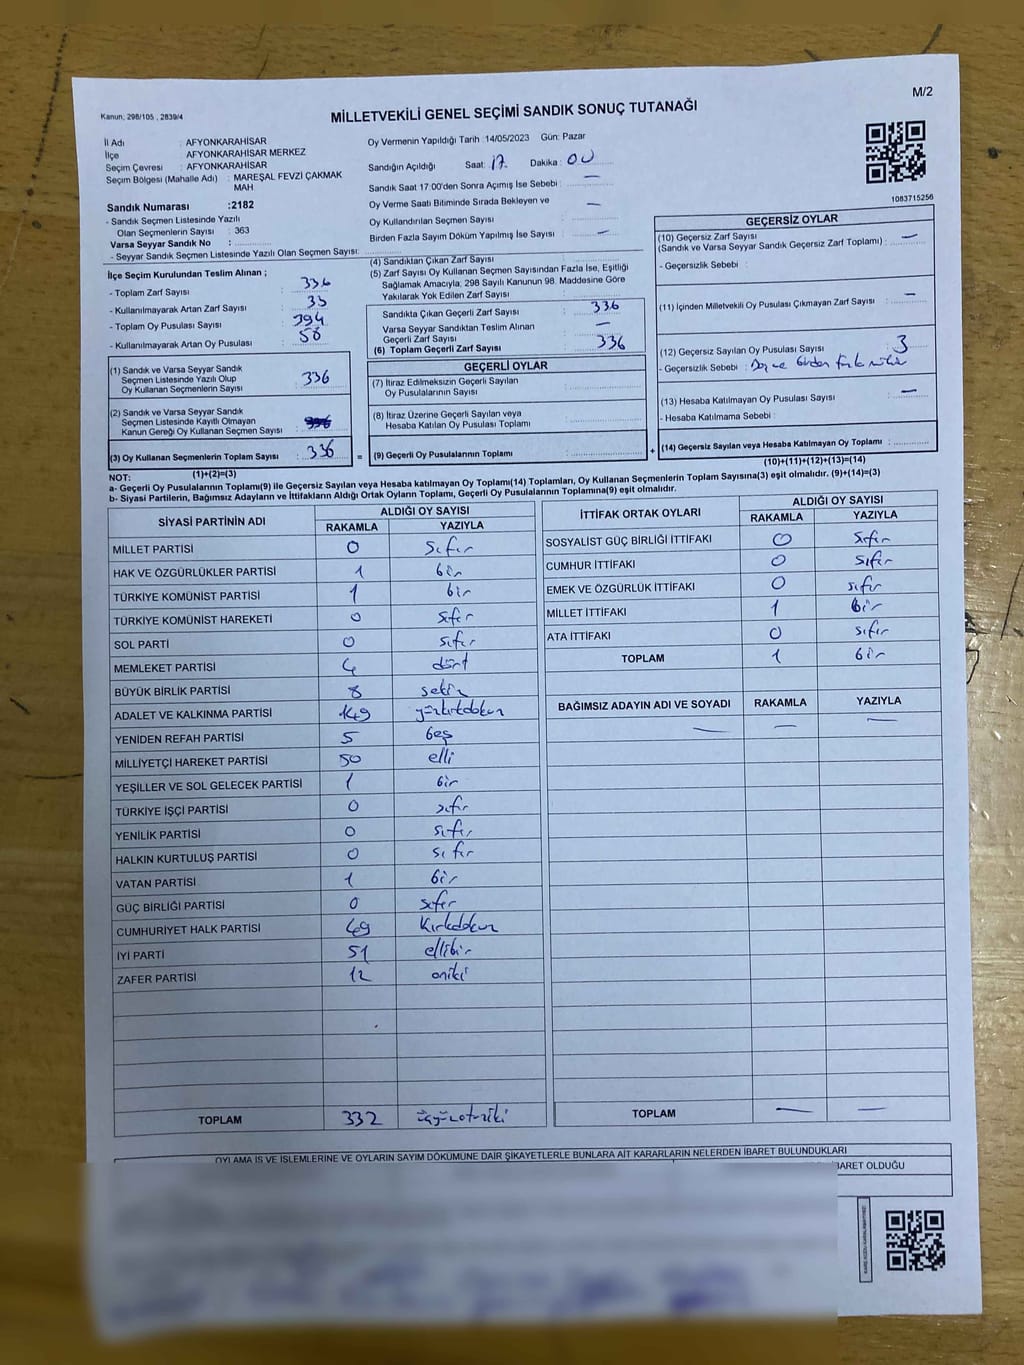 M/2
Kanun; 298/105 , 2839/4
MİLLETVEKİLİ GENEL SEÇİMİ SANDIK SONUÇ TUTANAĞI
İl Adı : AFYONKARAHİSAR
İlçe : AFYONKARAHİSAR MERKEZ
Seçim Çevresi : AFYONKARAHİSAR
Seçim Bölgesi (Mahalle Adı) : MAREŞAL FEVZİ ÇAKMAK MAH
Sandık Numarası :2182
- Sandık Seçmen Listesinde Yazılı
Olan Seçmenlerin Sayısı : 363
Varsa Seyyar Sandık No :
- Seyyar Sandık Seçmen Listesinde Yazılı Olan Seçmen Sayısı:
Oy Vermenin Yapıldığı Tarih 14/05/2023 Gün: Pazar
Sandığın Açıldığı Saat: 17 Dakika : 00
Sandık Saat 17:00'den Sonra Açımış İse Sebebi : —
Oy Verme Saati Bitiminde Sırada Bekleyen ve
Oy Kullandırılan Seçmen Sayısı : —
Birden Fazla Sayım Döküm Yapılmış İse Sayısı : —
1083715256
İlçe Seçim Kurulundan Teslim Alınan ;
- Toplam Zarf Sayısı :
- Kullanılmayarak Artan Zarf Sayısı :
- Toplam Oy Pusulası Sayısı : 394
- Kullanılmayarak Artan Oy Pusulası : 58
(1) Sandık ve Varsa Seyyar Sandık
Seçmen Listesinde Yazılı Olup
Oy Kullanan Seçmenlerin Sayısı : 336
(2) Sandık ve Varsa Seyyar Sandık
Seçmen Listesinde Kayıtlı Olmayan
Kanun Gereği Oy Kullanan Seçmen Sayısı :
(3) Oy Kullanan Seçmenlerin Toplam Sayısı : 336
(4) Sandıktan Çıkan Zarf Sayısı :
(5) Zarf Sayısı Oy Kullanan Seçmen Sayısından Fazla İse, Eşitliği
Sağlamak Amacıyla; 298 Sayılı Kanunun 98. Maddesine Göre
Yakılarak Yok Edilen Zarf Sayısı :
Sandıkta Çıkan Geçerli Zarf Sayısı : 336
Varsa Seyyar Sandıktan Teslim Alınan
Geçerli Zarf Sayısı : —
(6) Toplam Geçerli Zarf Sayısı : 336
GEÇERLİ OYLAR
(7) İtiraz Edilmeksizin Geçerli Sayılan
Oy Pusulalarının Sayısı :
(8) İtiraz Üzerine Geçerli Sayılan veya
Hesaba Katılan Oy Pusulası Toplamı :
= (9) Geçerli Oy Pusulalarının Toplamı :
GEÇERSİZ OYLAR
(10) Geçersiz Zarf Sayısı
(Sandık ve Varsa Seyyar Sandık Geçersiz Zarf Toplamı) : —
- Geçersizlik Sebebi :
(11) İçinden Milletvekili Oy Pusulası Çıkmayan Zarf Sayısı : —
(12) Geçersiz Sayılan Oy Pusulası Sayısı : 3
- Geçersizlik Sebebi :
(13) Hesaba Katılmayan Oy Pusulası Sayısı : —
- Hesaba Katılmama Sebebi :
+ (14) Geçersiz Sayılan veya Hesaba Katılmayan Oy Toplamı :
(1)+(2)=(3)
(10)+(11)+(12)+(13)=(14)
NOT:
a- Geçerli Oy Pusulalarının Toplamı(9) ile Geçersiz Sayılan veya Hesaba katılmayan Oy Toplamı(14) Toplamları, Oy Kullanan Seçmenlerin Toplam Sayısına(3) eşit olmalıdır. (9)+(14)=(3)
b- Siyasi Partilerin, Bağımsız Adayların ve İttifakların Aldığı Ortak Oyların Toplamı, Geçerli Oy Pusulalarının Toplamına(9) eşit olmalıdır.
SİYASİ PARTİNİN ADI ALDIĞI OY SAYISI
RAKAMLA YAZIYLA
MİLLET PARTİSİ 0 sıfır
HAK VE ÖZGÜRLÜKLER PARTİSİ 1 bir
TÜRKİYE KOMÜNİST PARTİSİ 1 bir
TÜRKİYE KOMÜNİST HAREKETİ 0 sıfır
SOL PARTİ 0 sıfır
MEMLEKET PARTİSİ 4 dört
BÜYÜK BİRLİK PARTİSİ 8 sekiz
ADALET VE KALKINMA PARTİSİ 149 yüzkırkdokuz
YENİDEN REFAH PARTİSİ 5 beş
MİLLİYETÇİ HAREKET PARTİSİ 50 elli
YEŞİLLER VE SOL GELECEK PARTİSİ 1 bir
TÜRKİYE İŞÇİ PARTİSİ 0 sıfır
YENİLİK PARTİSİ 0 sıfır
HALKIN KURTULUŞ PARTİSİ 0 sıfır
VATAN PARTİSİ 1 bir
GÜÇ BİRLİĞİ PARTİSİ 0 sıfır
CUMHURİYET HALK PARTİSİ 49 kırkdokuz
İYİ PARTİ 51 ellibir
ZAFER PARTİSİ 12 oniki
TOPLAM 332 üçyüzotuziki
İTTİFAK ORTAK OYLARI ALDIĞI OY SAYISI
RAKAMLA YAZIYLA
SOSYALİST GÜÇ BİRLİĞİ İTTİFAKI 0 sıfır
CUMHUR İTTİFAKI 0 sıfır
EMEK VE ÖZGÜRLÜK İTTİFAKI 0 sıfır
MİLLET İTTİFAKI 1 bir
ATA İTTİFAKI 0 sıfır
TOPLAM 1 bir
BAĞIMSIZ ADAYIN ADI VE SOYADI RAKAMLA YAZIYLA
— — —
TOPLAM — —
OYLAMA İŞ VE İŞLEMLERİNE VE OYLARIN SAYIM DÖKÜMÜNE DAİR ŞİKAYETLERLE BUNLARA AİT KARARLARIN NELERDEN İBARET BULUNDUKLARI
İBARET OLDUĞU